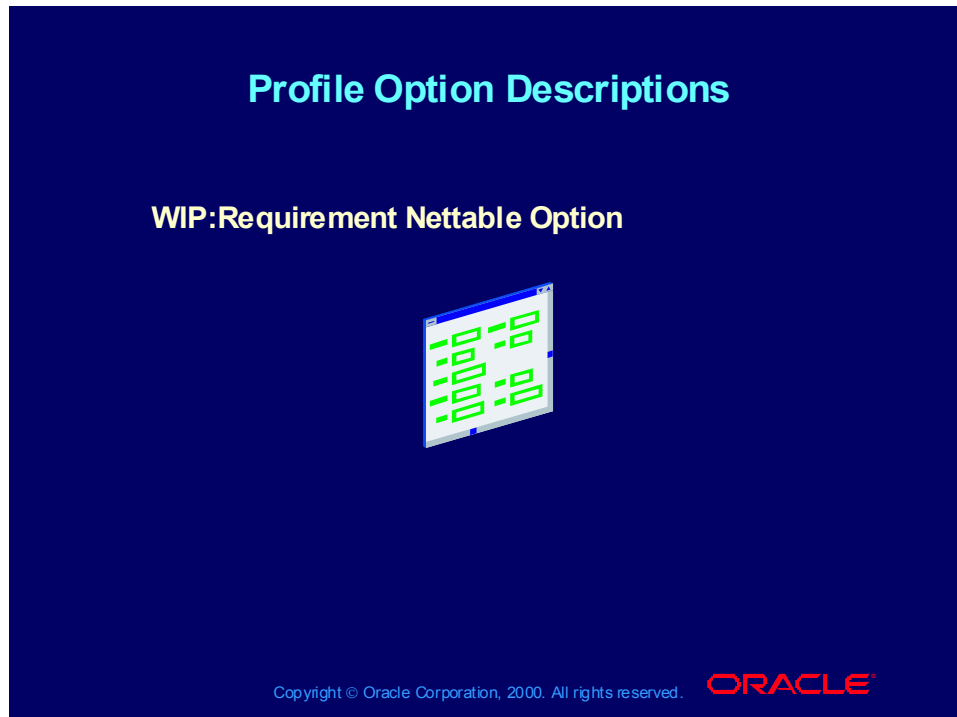 Profile Option Descriptions
WIP:Requirement Nettable Option
Copyright © Oracle Corporation, 2000. All rights reserved.
ORACLE®